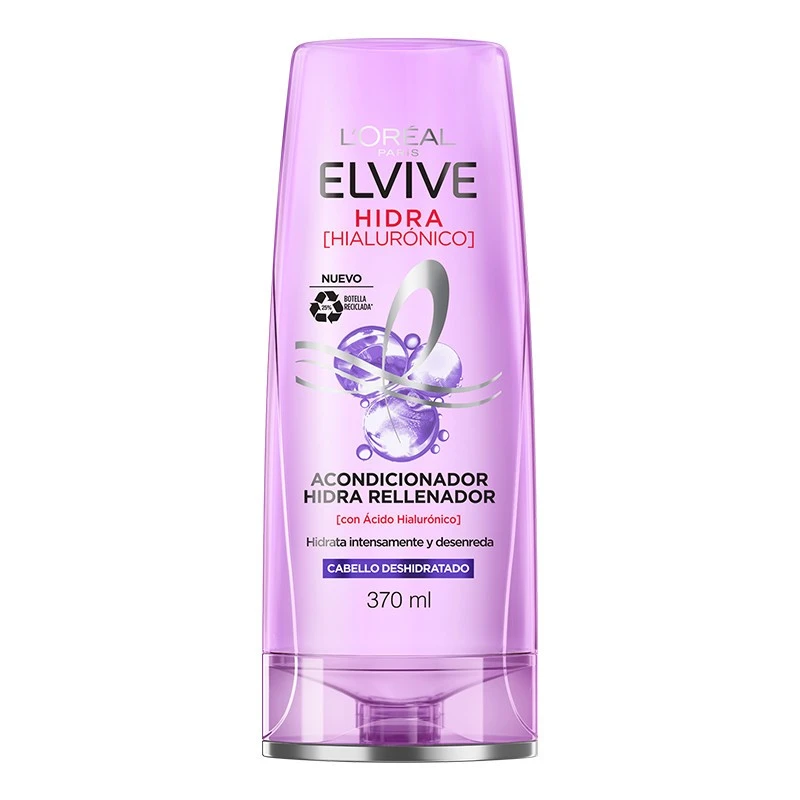 L'ORÉAL
PARIS
ELVIVE
HIDRA
[HIALURÓNICO]
NUEVO
25%
BOTELLA
RECICLADA*
ACONDICIONADOR
HIDRA RELLENADOR
[con Ácido Hialurónico]
Hidrata intensamente y desenreda
CABELLO DESHIDRATADO
370 ml